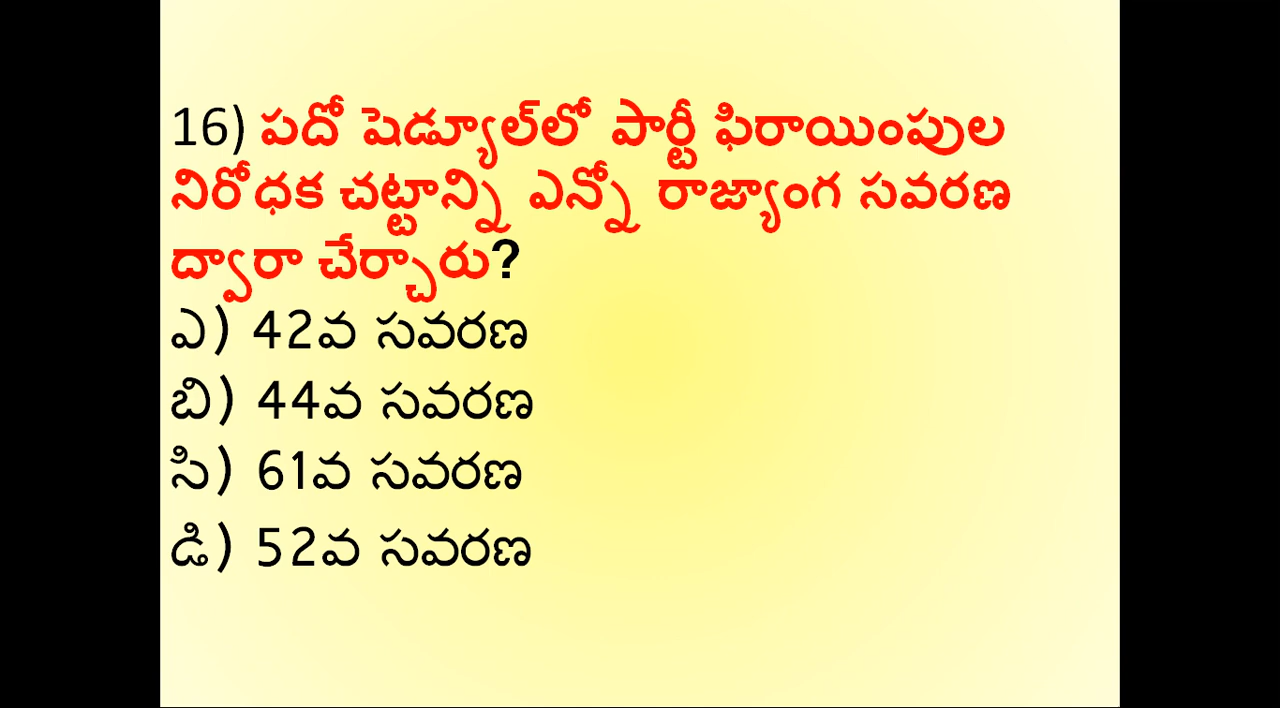 16) పదో షెడ్యూల్‌లో పార్టీ ఫిరాయింపుల
నిరోధక చట్టాన్ని ఎన్నో రాజ్యాంగ సవరణ
ద్వారా చేర్చారు?
ఎ) 42వ సవరణ
బి) 44వ సవరణ
సి) 61వ సవరణ
డి) 52వ సవరణ